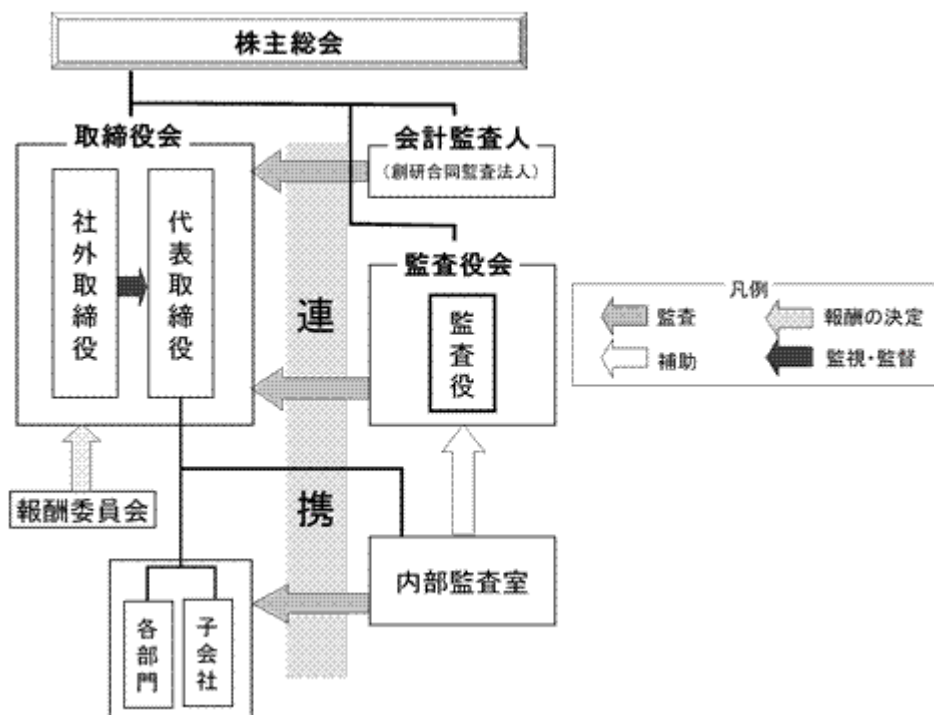 株主総会
取締役会
会計監査人
（創研合同監査法人）
社外取締役
代表取締役
監査役会
監査役
連携
凡例
監査
報酬の決定
補助
監視・監督
報酬委員会
内部監査室
各部門
子会社